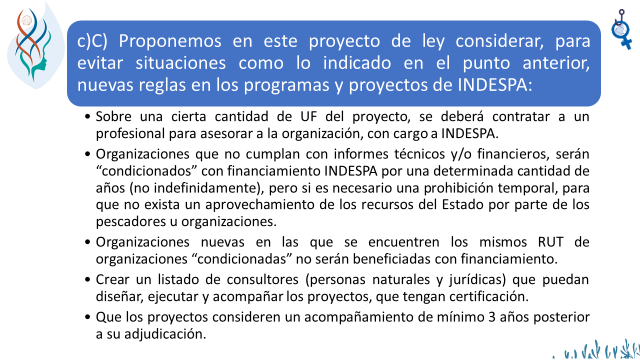 c)C) Proponemos en este proyecto de ley considerar, para
evitar situaciones como lo indicado en el punto anterior,
nuevas reglas en los programas y proyectos de INDESPA:
• Sobre una cierta cantidad de UF del proyecto, se deberá contratar a un
profesional para asesorar a la organización, con cargo a INDESPA.
• Organizaciones que no cumplan con informes técnicos y/o financieros, serán
“condicionados” con financiamiento INDESPA por una determinada cantidad de
años (no indefinidamente), pero si es necesario una prohibición temporal, para
que no exista un aprovechamiento de los recursos del Estado por parte de los
pescadores u organizaciones.
• Organizaciones nuevas en las que se encuentren los mismos RUT de
organizaciones “condicionadas” no serán beneficiadas con financiamiento.
• Crear un listado de consultores (personas naturales y jurídicas) que puedan
diseñar, ejecutar y acompañar los proyectos, que tengan certificación.
• Que los proyectos consideren un acompañamiento de mínimo 3 años posterior
a su adjudicación.